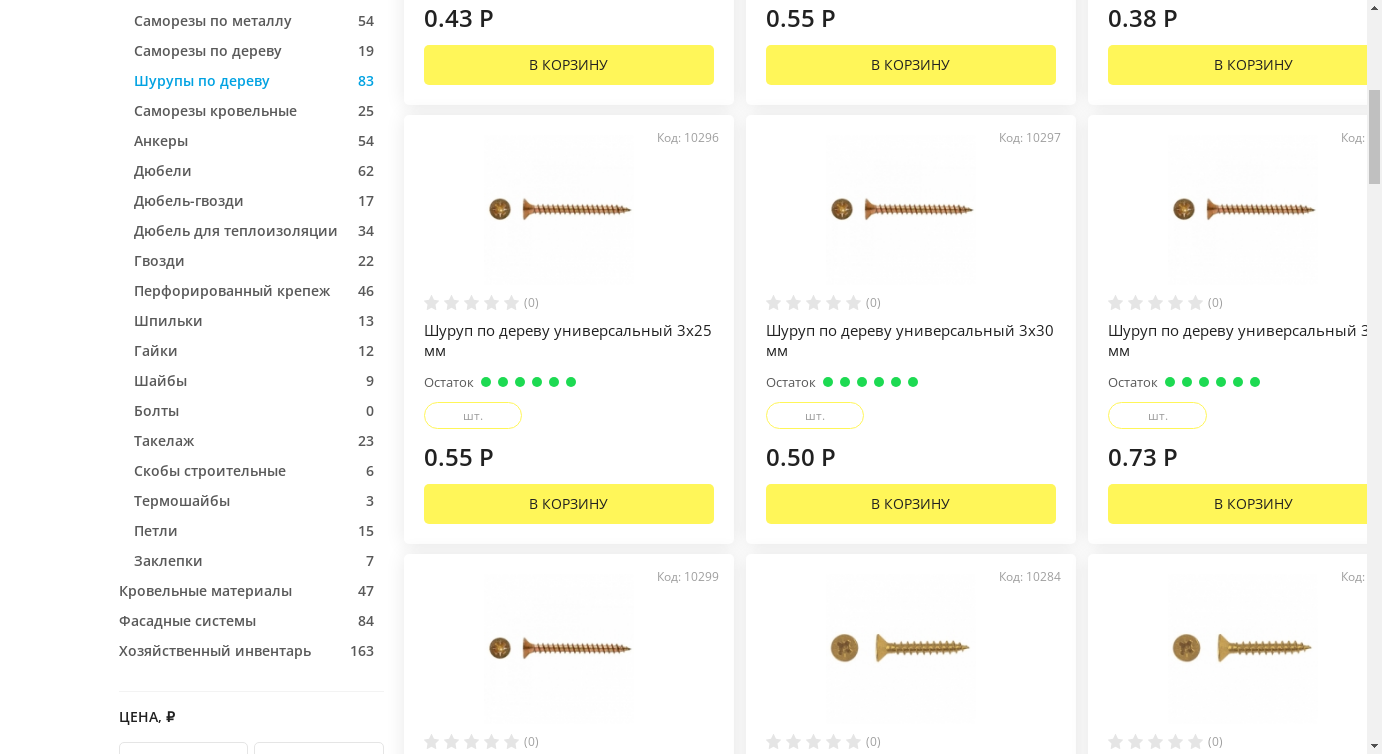 Саморезы по металлу 54
Саморезы по дереву 19
Шурупы по дереву 83
Саморезы кровельные 25
Анкеры 54
Дюбели 62
Дюбель-гвозди 17
Дюбель для теплоизоляции 34
Гвозди 22
Перфорированный крепеж 46
Шпильки 13
Гайки 12
Шайбы 9
Болты 0
Такелаж 23
Скобы строительные 6
Термошайбы 3
Петли 15
Заклепки 7
Кровельные материалы 47
Фасадные системы 84
Хозяйственный инвентарь 163
ЦЕНА, ₽
0.43 Р
В КОРЗИНУ
0.55 Р
В КОРЗИНУ
0.38 Р
В КОРЗИНУ
Код: 10296
(0)
Шуруп по дереву универсальный 3х25
мм
Остаток
шт.
0.55 Р
В КОРЗИНУ
Код: 10297
(0)
Шуруп по дереву универсальный 3х30
мм
Остаток
шт.
0.50 Р
В КОРЗИНУ
Код:
(0)
Шуруп по дереву универсальный 3
мм
Остаток
шт.
0.73 Р
В КОРЗИНУ
Код: 10299
(0)
Код: 10284
(0)
Код:
(0)